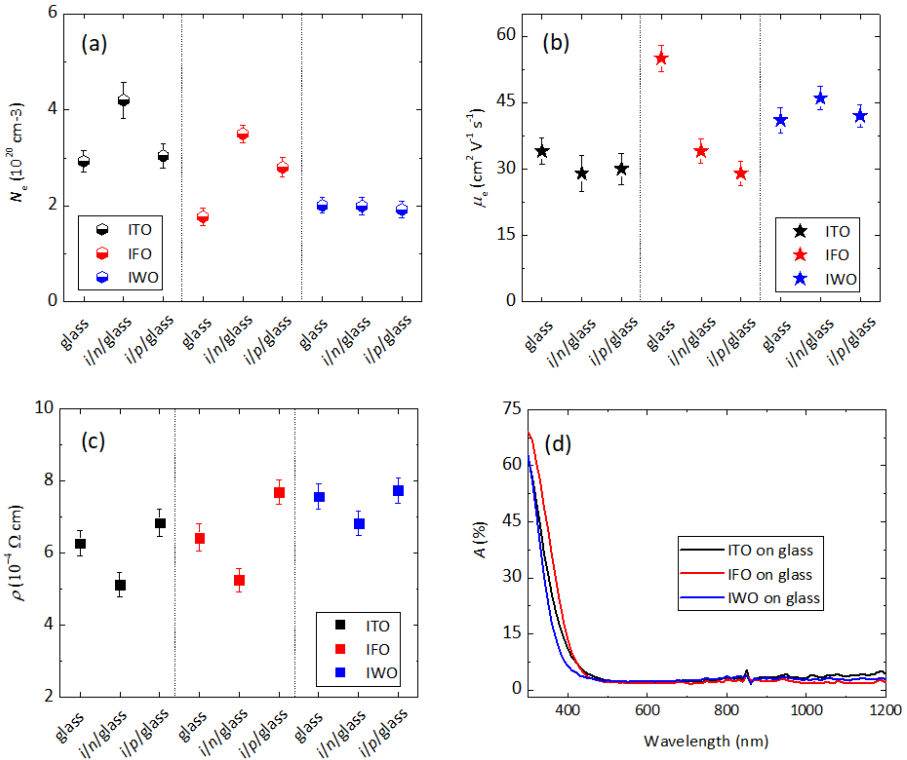 (a)
6
4
2
0
N_e (10^20 cm-3)
ITO
IFO
IWO
glass
i/n/glass
i/p/glass
glass
i/n/glass
i/p/glass
glass
i/n/glass
i/p/glass
(b)
60
45
30
15
0
μ_e (cm² V⁻¹ s⁻¹)
ITO
IFO
IWO
glass
i/n/glass
i/p/glass
glass
i/n/glass
i/p/glass
glass
i/n/glass
i/p/glass
(c)
10
8
6
4
2
ρ (10⁻⁴ Ω cm)
ITO
IFO
IWO
glass
i/n/glass
i/p/glass
glass
i/n/glass
i/p/glass
glass
i/n/glass
i/p/glass
(d)
75
60
45
30
15
0
A (%)
ITO on glass
IFO on glass
IWO on glass
400
600
800
1000
1200
Wavelength (nm)